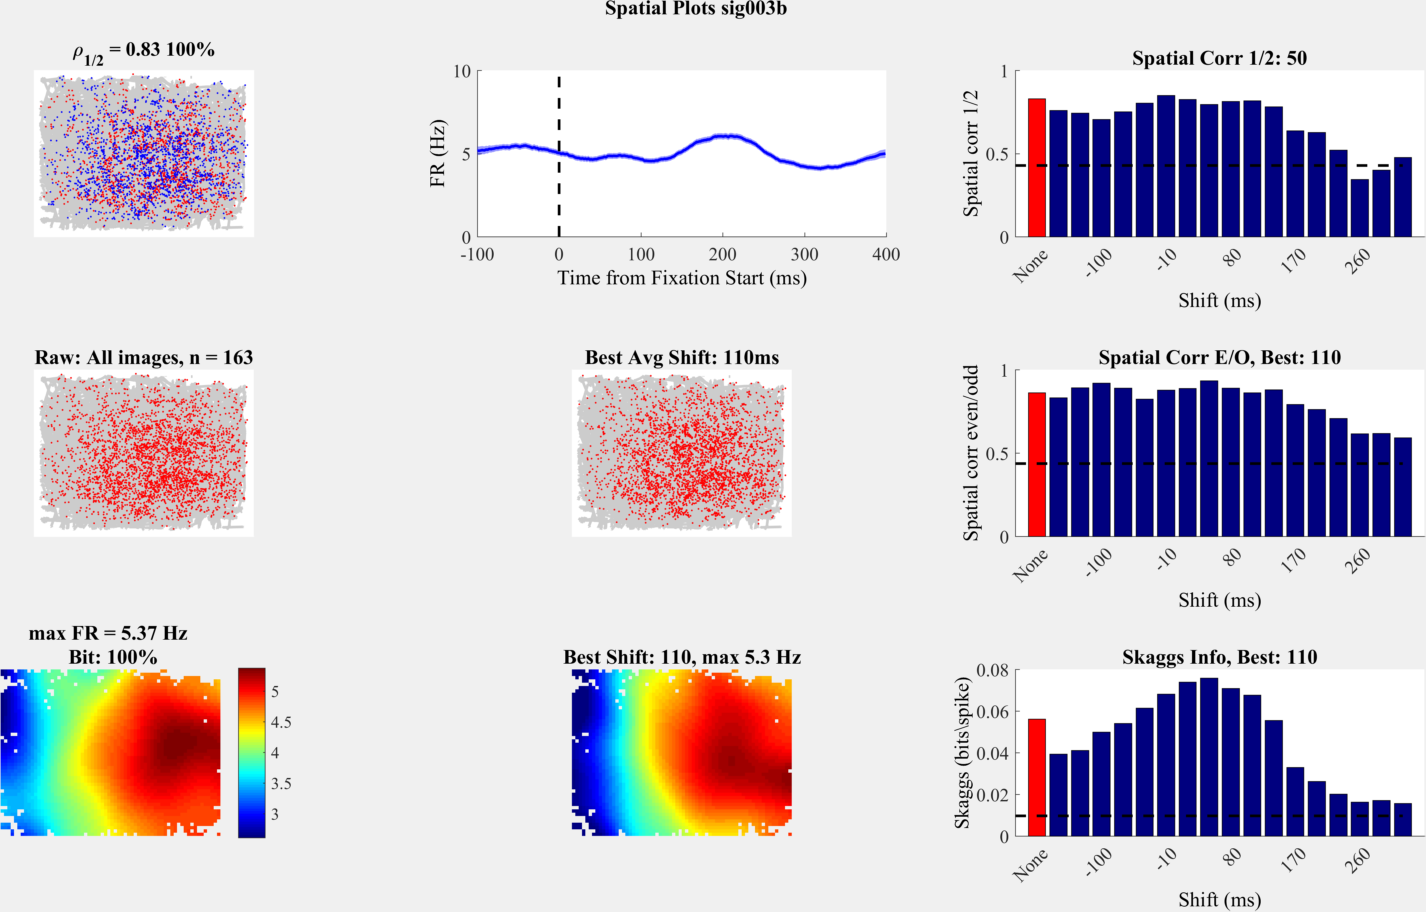 Spatial Plots sig003b
ρ1/2 = 0.83 100%
10
5
0
-100
0
100
200
300
400
FR (Hz)
Time from Fixation Start (ms)
Spatial Corr 1/2: 50
1
0.5
0
Spatial corr 1/2
None
-100
-10
80
170
260
Shift (ms)
Raw: All images, n = 163
Best Avg Shift: 110ms
Spatial Corr E/O, Best: 110
1
0.5
0
Spatial corr even/odd
None
-100
-10
80
170
260
Shift (ms)
max FR = 5.37 Hz
Bit: 100%
5
4.5
4
3.5
3
Best Shift: 110, max 5.3 Hz
Skaggs Info, Best: 110
0.08
0.06
0.04
0.02
0
Skaggs (bits\spike)
None
-100
-10
80
170
260
Shift (ms)